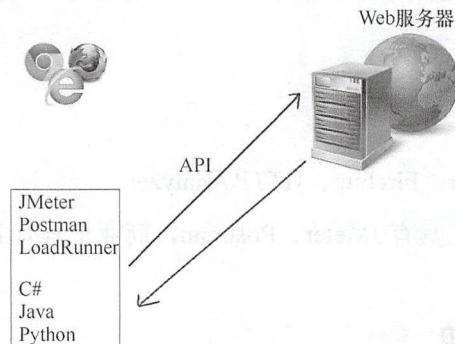 Web服务器
API
JMeter
Postman
LoadRunner
C#
Java
Python